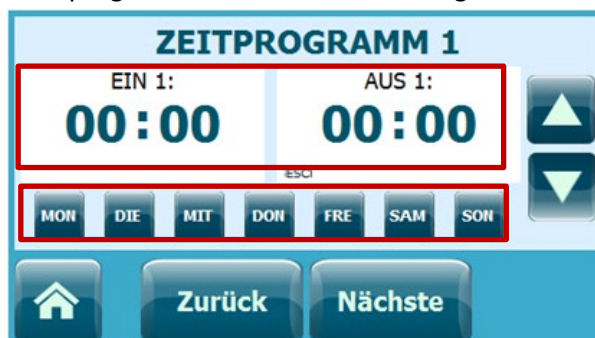 ZEITPROGRAMM 1
EIN 1: AUS 1:
00:00 00:00
MON DIE MIT DON FRE SAM SON
Zurück Nächste